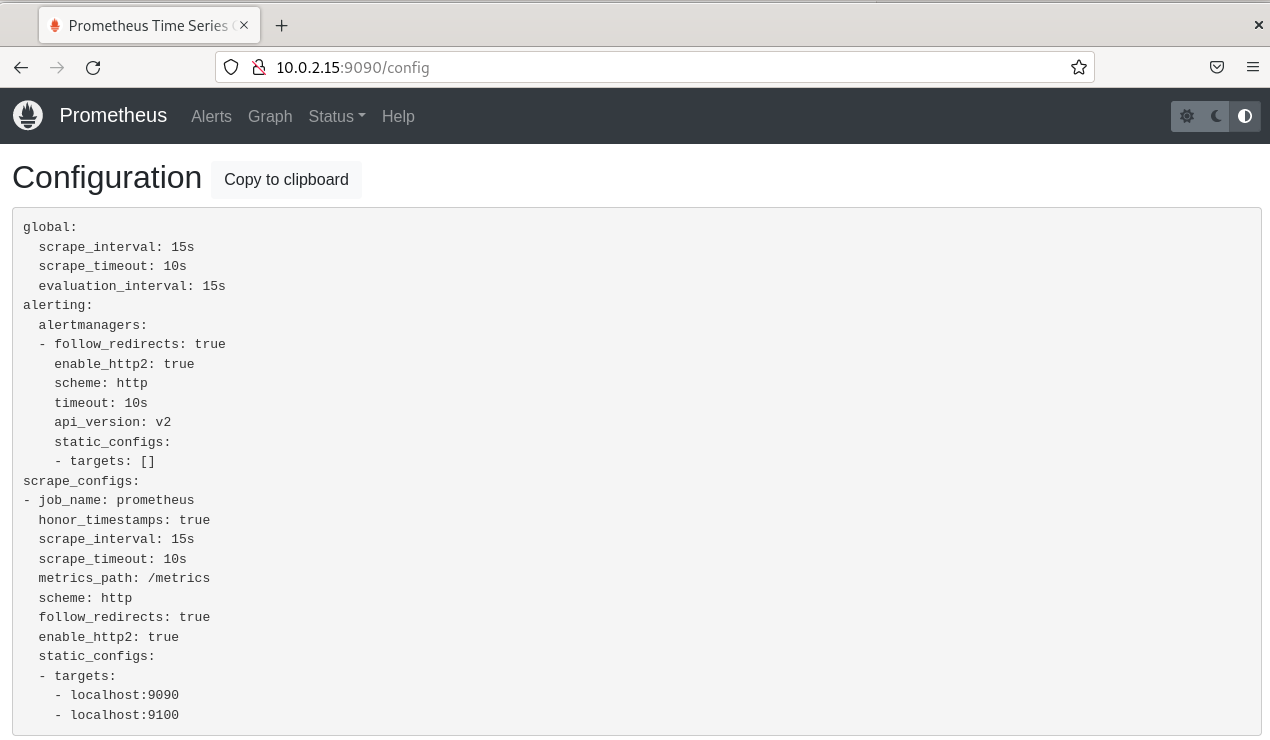 Prometheus Time Series
10.0.2.15:9090/config
Prometheus Alerts Graph Status Help
Configuration Copy to clipboard
global:
  scrape_interval: 15s
  scrape_timeout: 10s
  evaluation_interval: 15s
alerting:
  alertmanagers:
  - follow_redirects: true
    enable_http2: true
    scheme: http
    timeout: 10s
    api_version: v2
    static_configs:
    - targets: []
scrape_configs:
- job_name: prometheus
  honor_timestamps: true
  scrape_interval: 15s
  scrape_timeout: 10s
  metrics_path: /metrics
  scheme: http
  follow_redirects: true
  enable_http2: true
  static_configs:
  - targets:
    - localhost:9090
    - localhost:9100